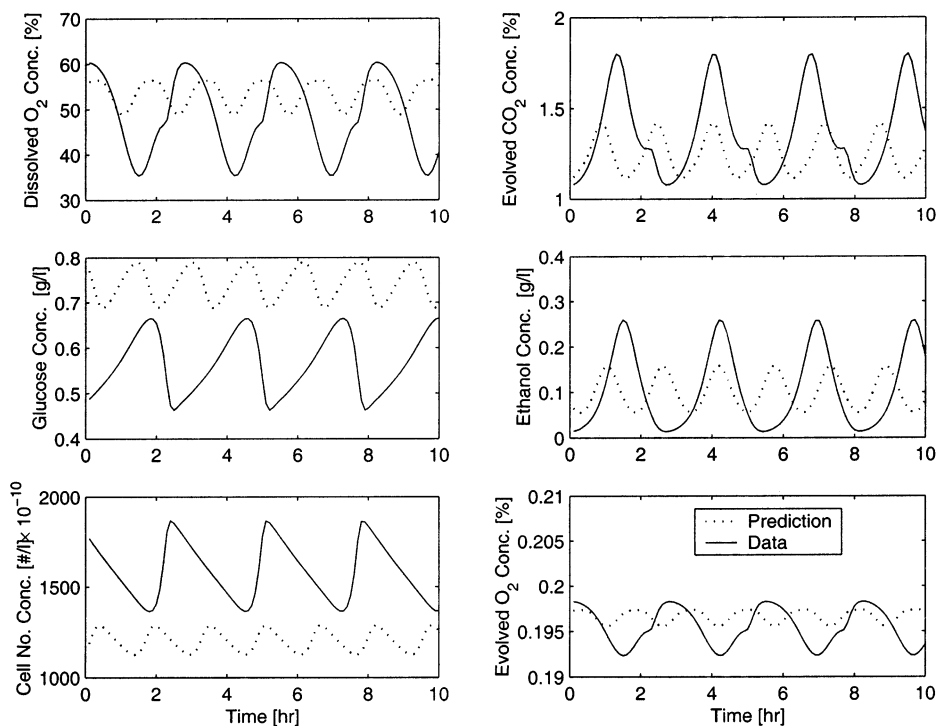 Dissolved O2 Conc. [%]
70
60
50
40
30
0 2 4 6 8 10
Evolved CO2 Conc. [%]
2
1.5
1
0 2 4 6 8 10
Glucose Conc. [g/l]
0.8
0.7
0.6
0.5
0.4
0 2 4 6 8 10
Ethanol Conc. [g/l]
0.4
0.3
0.2
0.1
0
0 2 4 6 8 10
Cell No. Conc. [#/l]× 10^-10
2000
1500
1000
0 2 4 6 8 10
Time [hr]
Evolved O2 Conc. [%]
0.21
0.205
0.2
0.195
0.19
Prediction
Data
0 2 4 6 8 10
Time [hr]